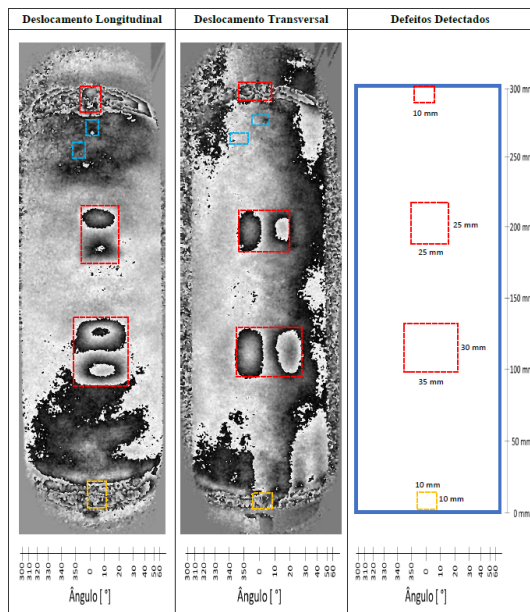 Deslocamento Longitudinal
Deslocamento Transversal
Defeitos Detectados
300 mm
10 mm
250 mm
25 mm
200 mm
25 mm
150 mm
30 mm
100 mm
35 mm
50 mm
10 mm
10 mm
0 mm
300 310 320 330 340 350 0 10 20 30 40 50 60
300 310 320 330 340 350 0 10 20 30 40 50 60
300 310 320 330 340 350 0 10 20 30 40 50 60
Ângulo [ ° ]
Ângulo [ ° ]
Ângulo [ ° ]